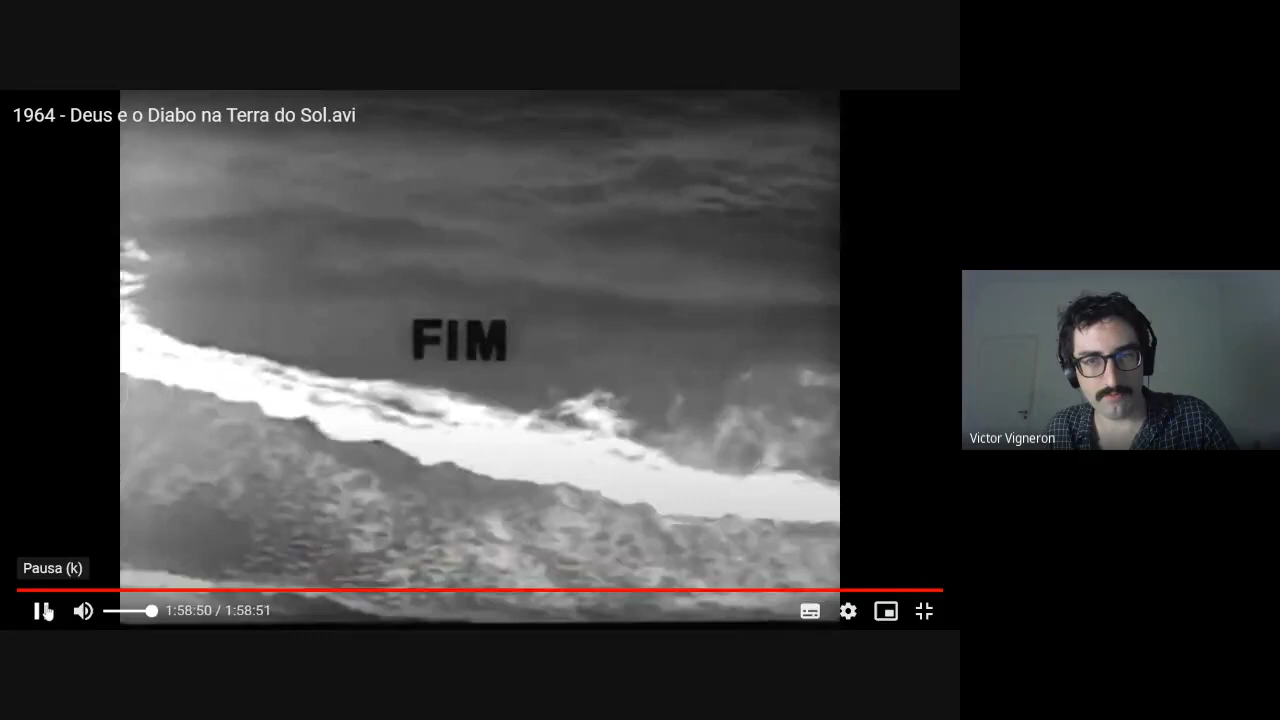 1964 - Deus e o Diabo na Terra do Sol.avi
FIM
Victor Vigneron
Pausa (k)
1:58:50 / 1:58:51